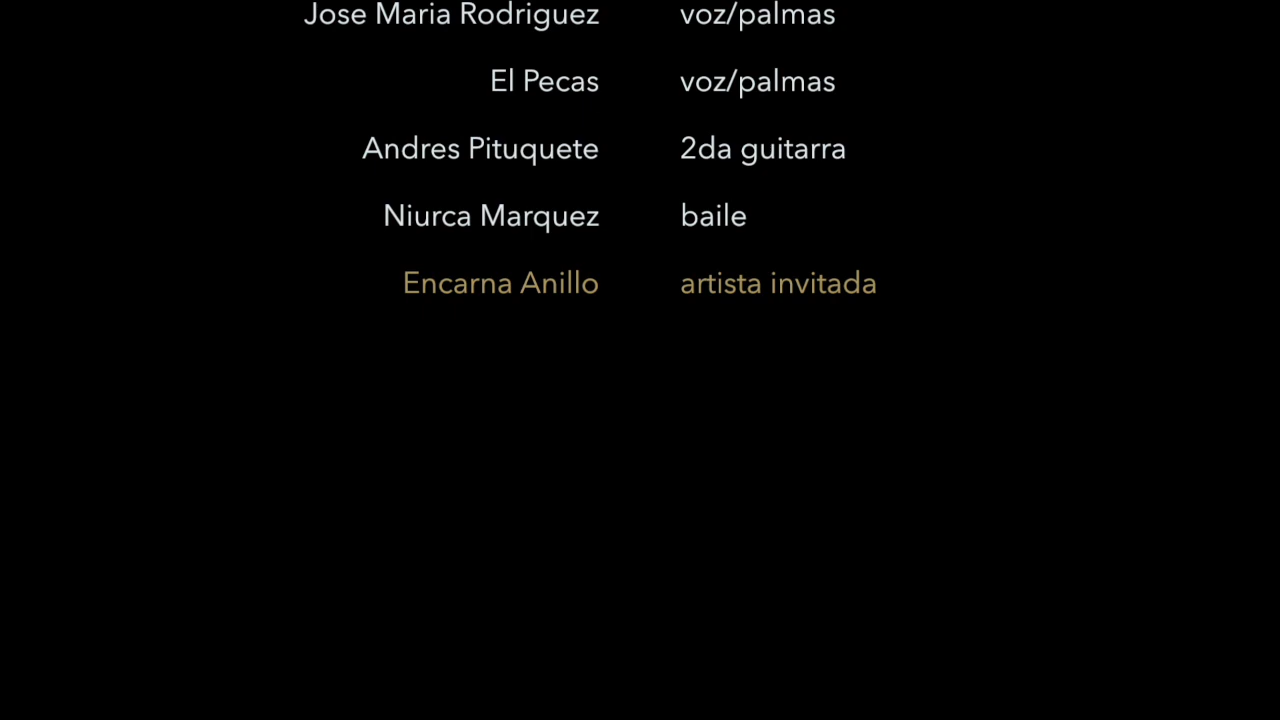 Jose Maria Rodriguez voz/palmas
El Pecas voz/palmas
Andres Pituquete 2da guitarra
Niurca Marquez baile
Encarna Anillo artista invitada